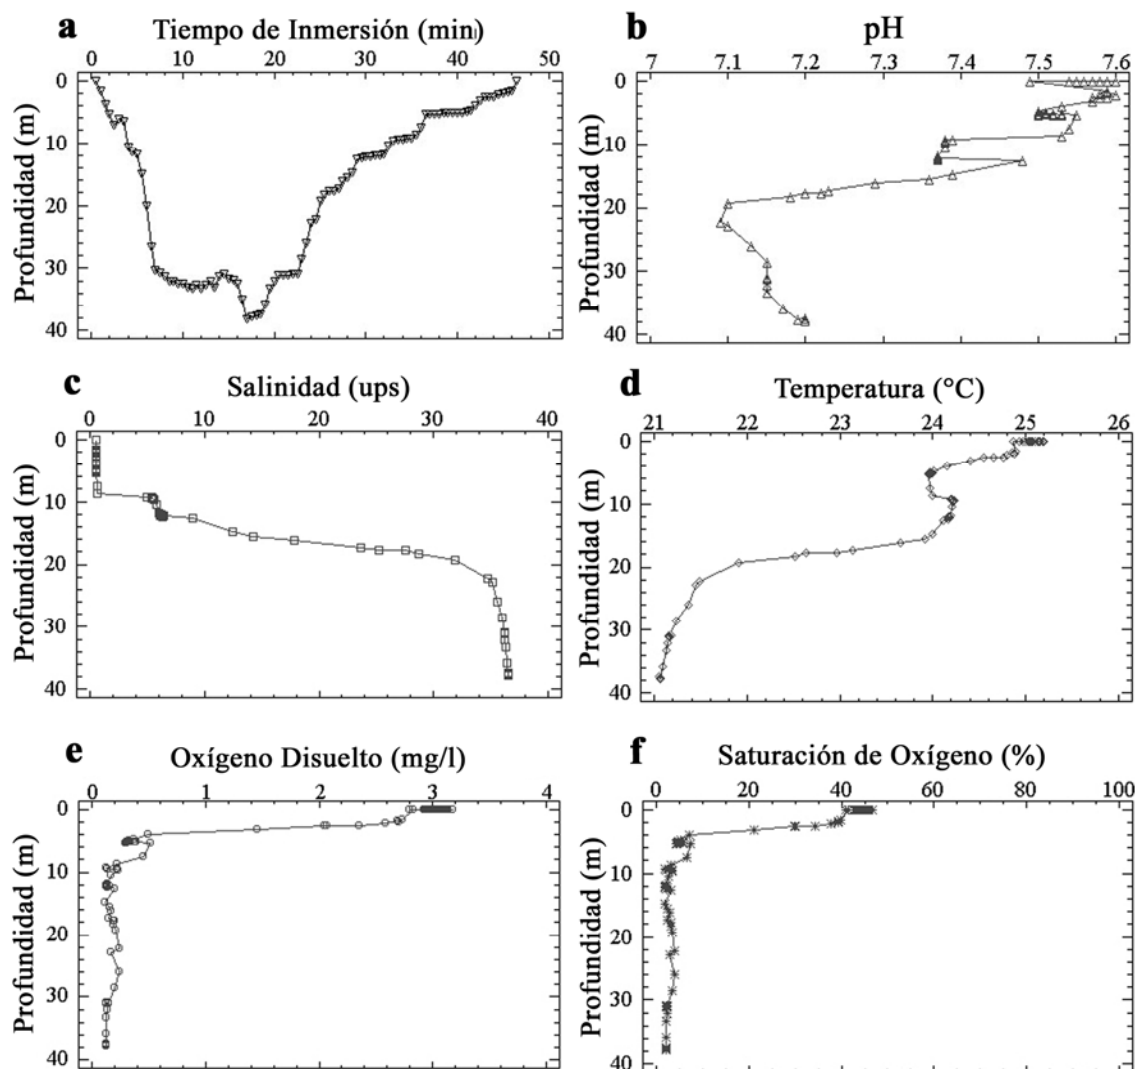 a Tiempo de Inmersión (min)
0 10 20 30 40 50
Profundidad (m)
0
10
20
30
40
b pH
7 7.1 7.2 7.3 7.4 7.5 7.6
Profundidad (m)
0
10
20
30
40
c Salinidad (ups)
0 10 20 30 40
Profundidad (m)
0
10
20
30
40
d Temperatura (°C)
21 22 23 24 25 26
Profundidad (m)
0
10
20
30
40
e Oxígeno Disuelto (mg/l)
0 1 2 3 4
Profundidad (m)
0
10
20
30
40
f Saturación de Oxígeno (%)
0 20 40 60 80 100
Profundidad (m)
0
10
20
30
40